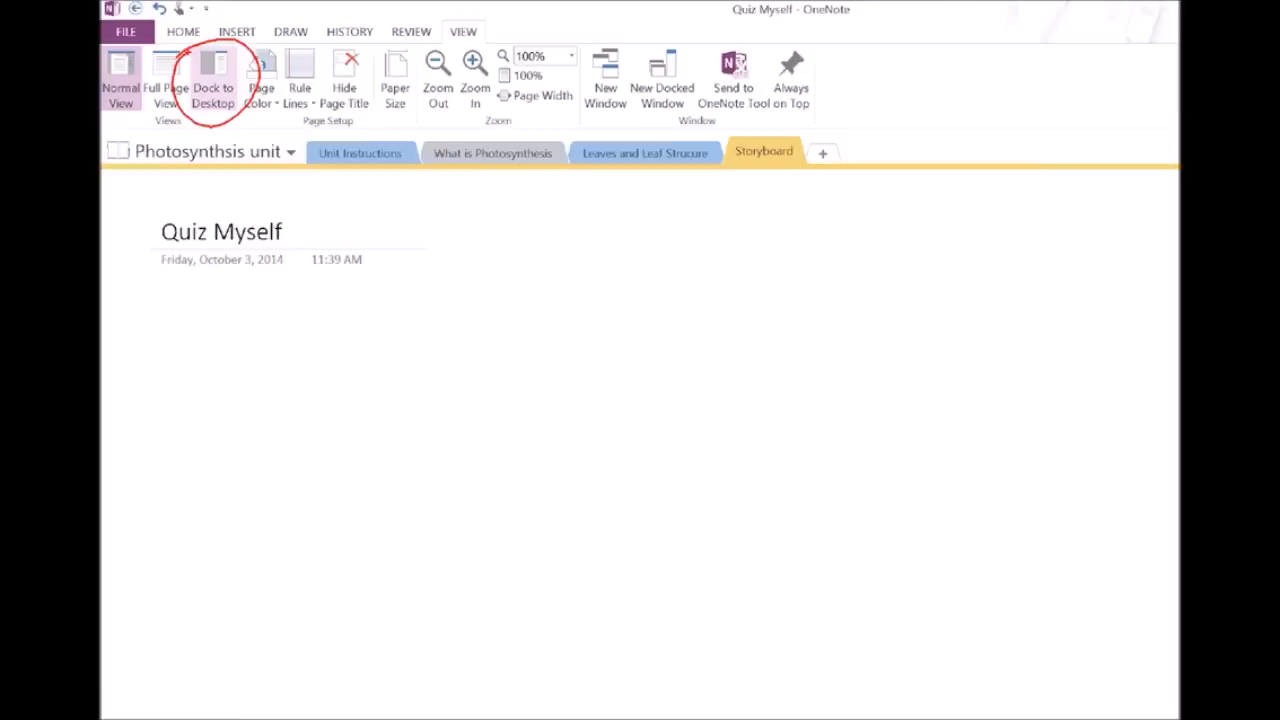 Quiz Myself - OneNote
FILE HOME INSERT DRAW HISTORY REVIEW VIEW
Normal View
Full Page View
Dock to Desktop
Page Color
Rule Lines
Hide Page Title
Paper Size
Zoom Out
Zoom In
100%
100%
Page Width
New Window
New Docked Window
Send to OneNote Tool
Always on Top
Views Page Setup Zoom Window
Photosynthsis unit Unit Instructions What is Photosynthesis Leaves and Leaf Strucure Storyboard +
Quiz Myself
Friday, October 3, 2014 11:39 AM